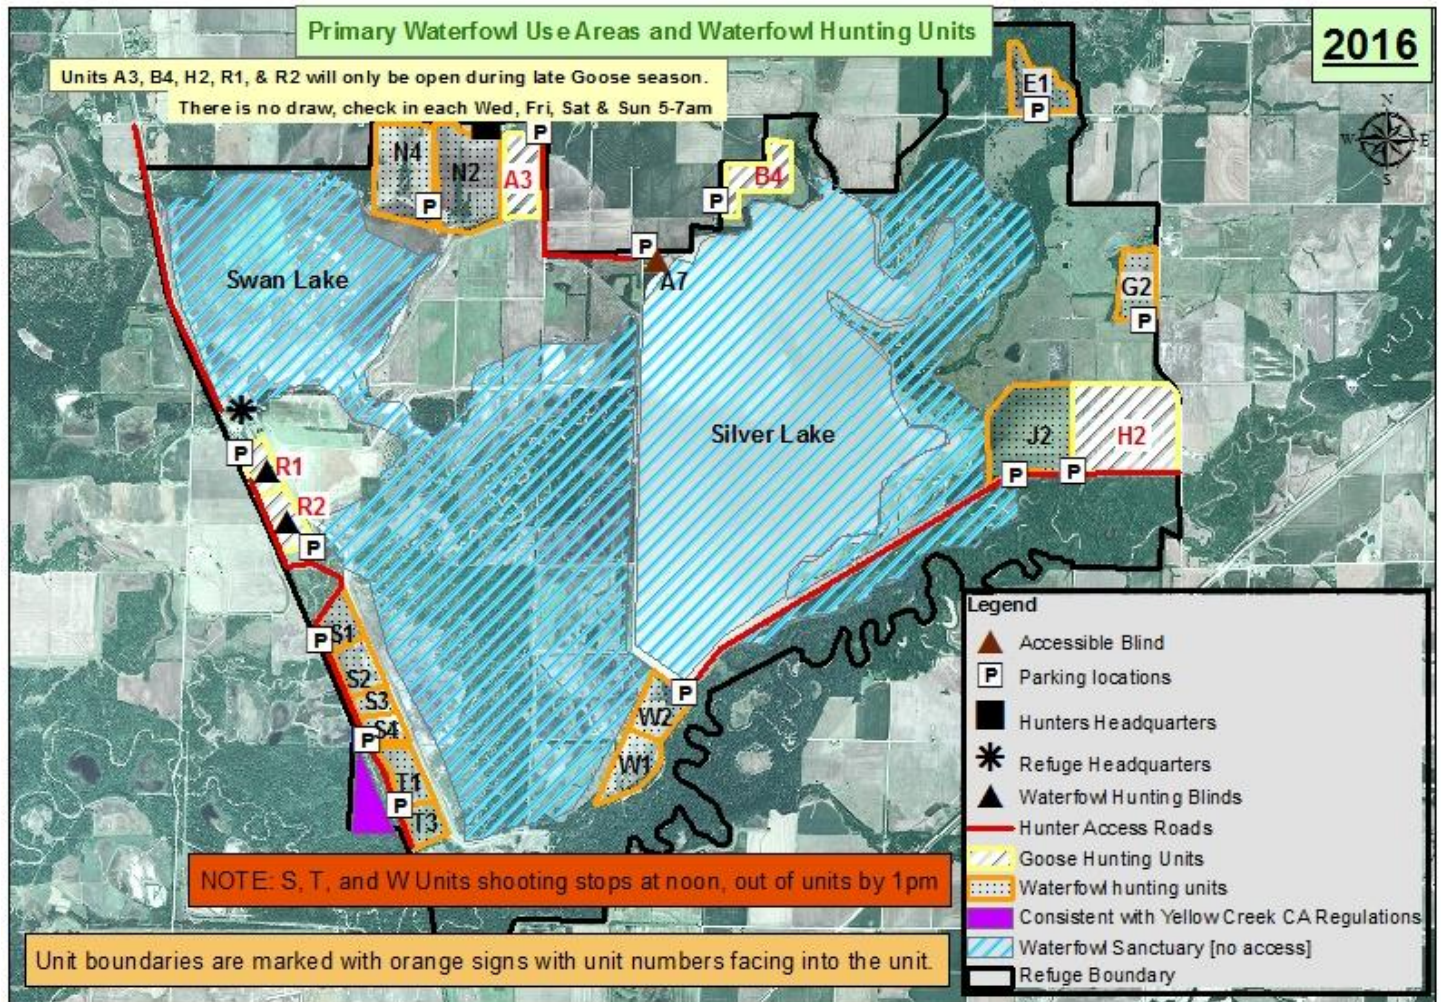 Primary Waterfowl Use Areas and Waterfowl Hunting Units
2016
Units A3, B4, H2, R1, & R2 will only be open during late Goose season.
There is no draw, check in each Wed, Fri, Sat & Sun 5-7am
E1
P
N
W E
S
P
N4
N2
A3
B4
P
P
P
A7
Swan Lake
G2
P
Silver Lake
J2
H2
P
R1
P
P
R2
P
S1
P
S2
S3
S4
P
T1
P
T3
P
W2
W1
Legend
Accessible Blind
P Parking locations
Hunters Headquarters
Refuge Headquarters
Waterfowl Hunting Blinds
Hunter Access Roads
Goose Hunting Units
Waterfowl hunting units
Consistent with Yellow Creek CA Regulations
Waterfowl Sanctuary [no access]
Refuge Boundary
NOTE: S, T, and W Units shooting stops at noon, out of units by 1pm
Unit boundaries are marked with orange signs with unit numbers facing into the unit.